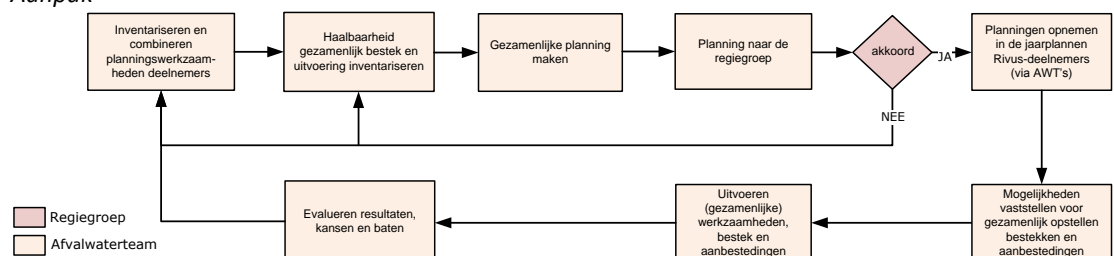 Aanpak
Inventariseren en
combineren
planningswerkzaam-
heden deelnemers
Haalbaarheid
gezamenlijk bestek en
uitvoering inventariseren
Gezamenlijke planning
maken
Planning naar de
regiegroep
akkoord
JA
Planningen opnemen
in de jaarplannen
Rivus-deelnemers
(via AWT's)
NEE
Evalueren resultaten,
kansen en baten
Uitvoeren
(gezamenlijke)
werkzaamheden,
bestek en
aanbestedingen
Mogelijkheden
vaststellen voor
gezamenlijk opstellen
bestekken en
aanbestedingen
Regiegroep
Afvalwaterteam